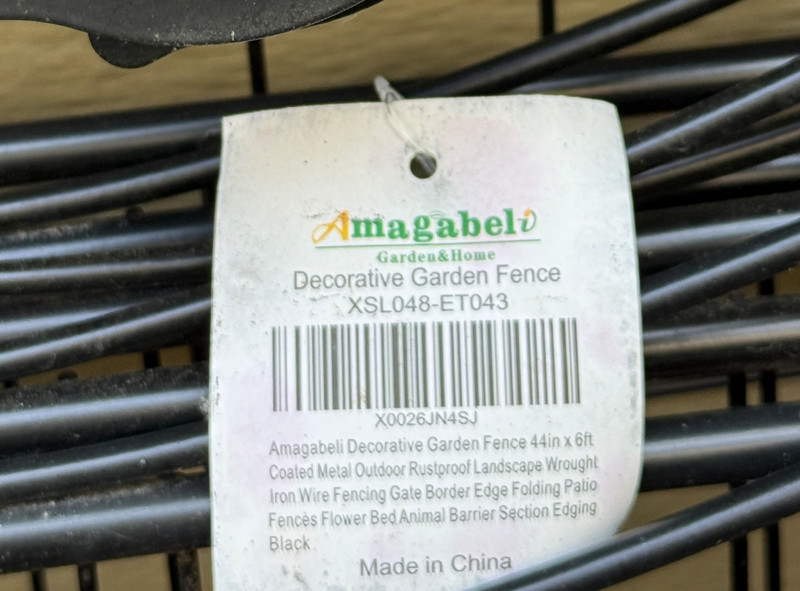 Amagabeli
Garden&Home
Decorative Garden Fence
XSL048-ET043
X0026JN4SJ
Amagabeli Decorative Garden Fence 44in x 6ft
Coated Metal Outdoor Rustproof Landscape Wrought
Iron Wire Fencing Gate Border Edge Folding Patio
Fences Flower Bed Animal Barrier Section Edging
Black
Made in China